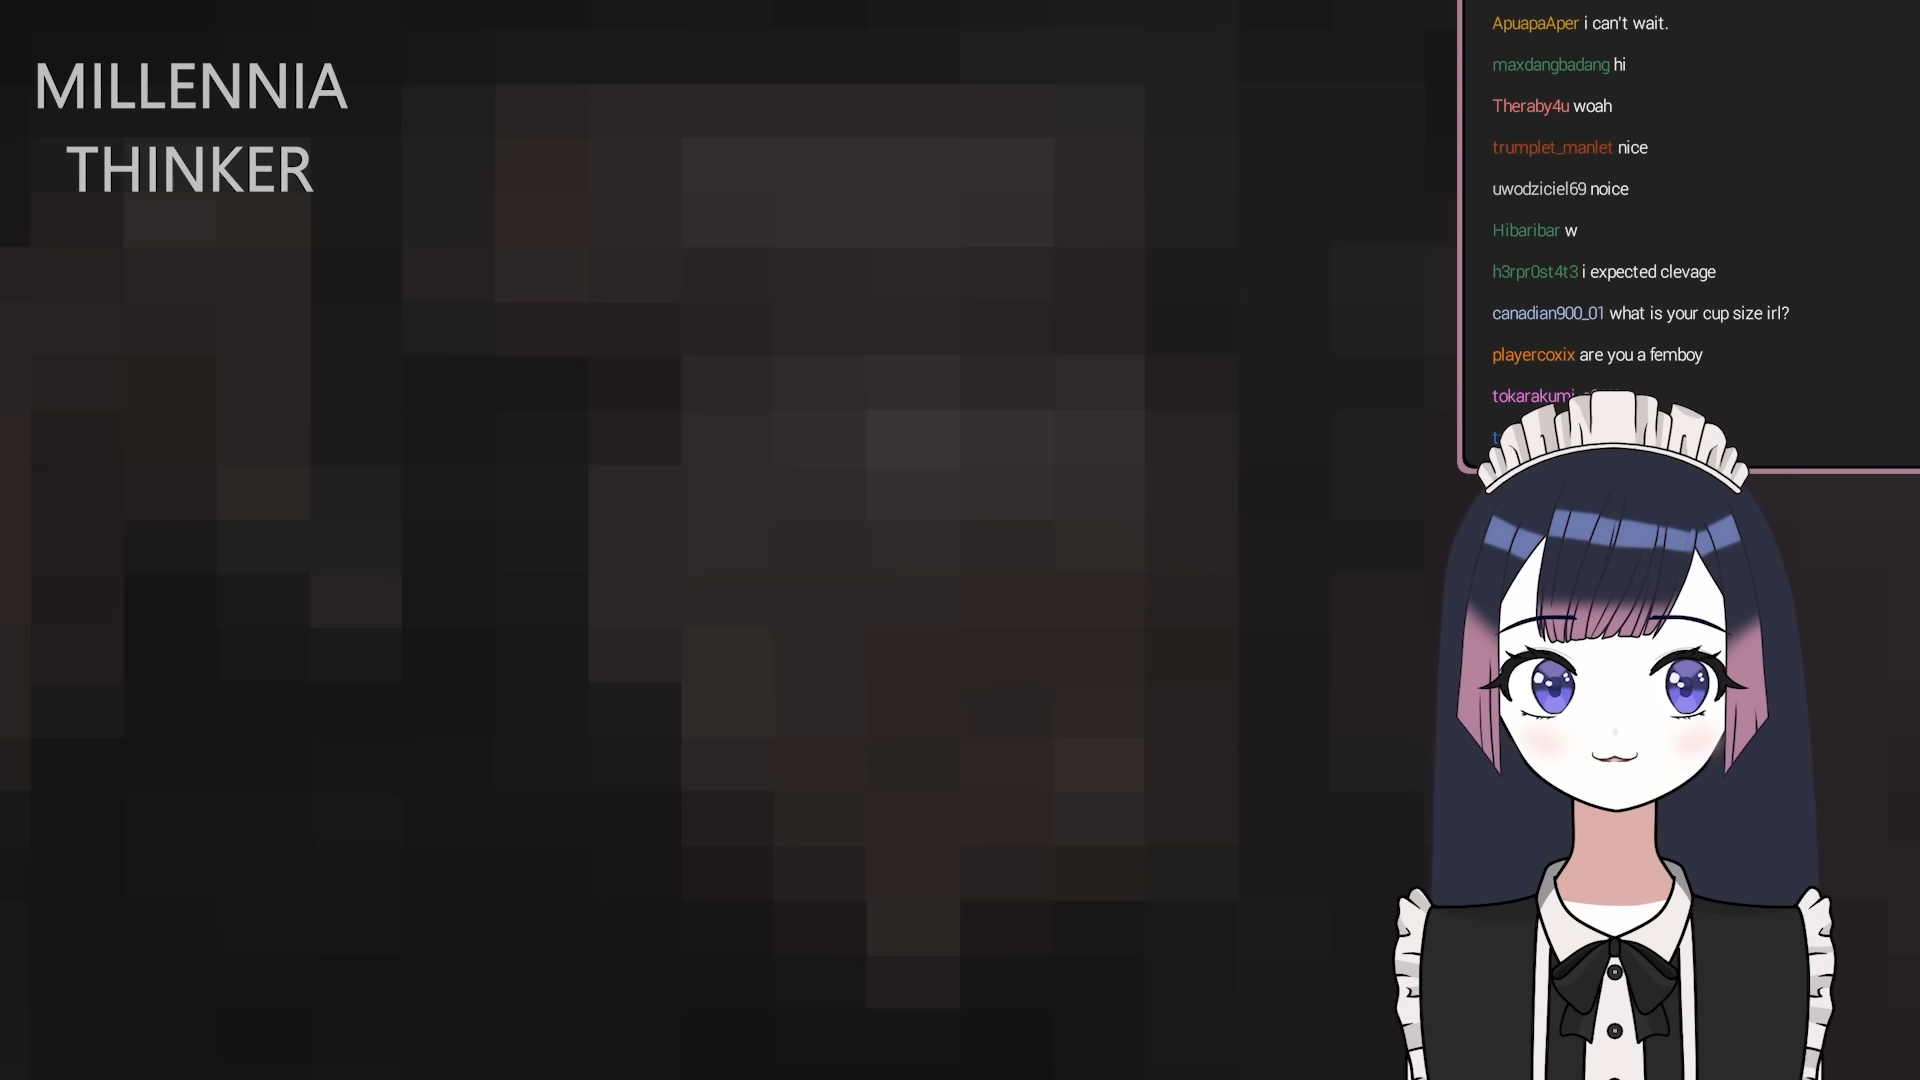 MILLENNIA
THINKER
ApuapaAper i can't wait.
maxdangbadang hi
Theraby4u woah
trumplet_manlet nice
uwodziciel69 noice
Hibaribar w
h3rpr0st4t3 i expected clevage
canadian900_01 what is your cup size irl?
playercoxix are you a femboy